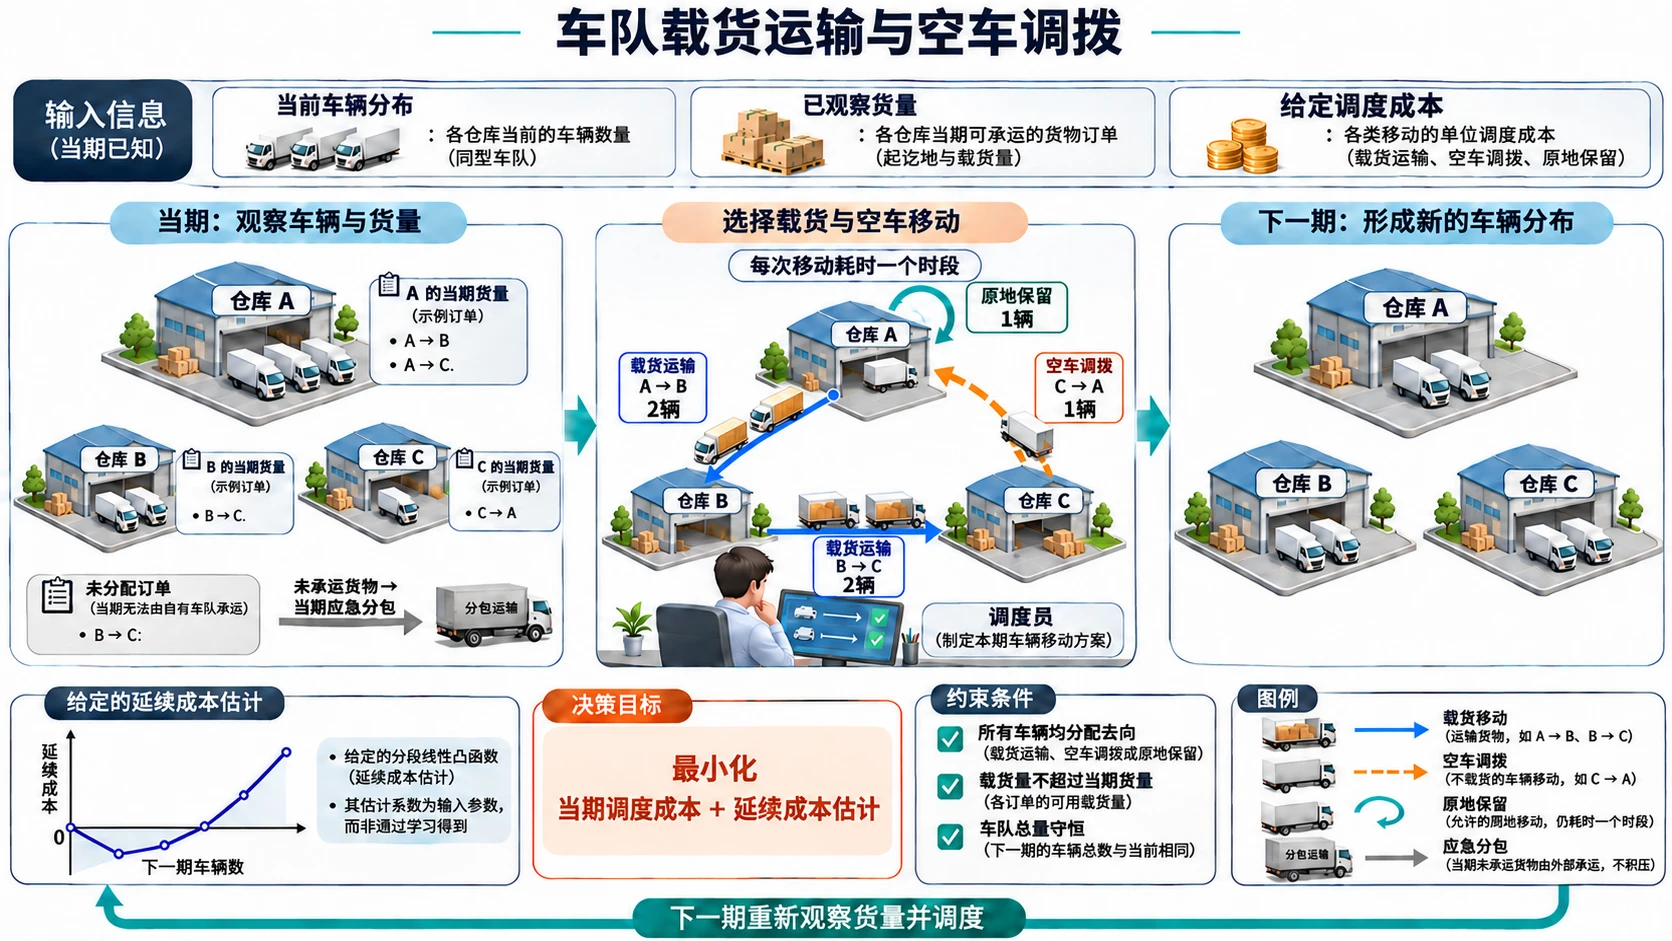 车队载货运输与空车调拨
输入信息
（当期已知）
当前车辆分布
：各仓库当前的车辆数量
（同型车队）
已观察货量
：各仓库当期可承运的货物订单
（起讫地与载货量）
给定调度成本
：各类移动的单位调度成本
（载货运输、空车调拨、原地保留）
当期：观察车辆与货量
仓库 A
A 的当期货量
（示例订单）
• A → B
• A → C.
仓库 B
B 的当期货量
（示例订单）
• B → C.
仓库 C
C 的当期货量
（示例订单）
• C → A
未分配订单
（当期无法由自有车队承运）
• B → C:
未承运货物→
当期应急分包
分包运输
选择载货与空车移动
每次移动耗时一个时段
原地保留
1辆
仓库 A
载货运输
A → B
2辆
空车调拨
C → A
1辆
仓库 B
仓库 C
载货运输
B → C
2辆
调度员
（制定本期车辆移动方案）
下一期：形成新的车辆分布
仓库 A
仓库 B
仓库 C
给定的延续成本估计
延续成本
0
下一期车辆数
• 给定的分段线性凸函数
（延续成本估计）
• 其估计系数为输入参数，
而非通过学习得到
决策目标
最小化
当期调度成本 + 延续成本估计
约束条件
所有车辆均分配去向
（载货运输、空车调拨或原地保留）
载货量不超过当期货量
（各订单的可用载货量）
车队总量守恒
（下一期的车辆总数与当前相同）
图例
载货移动
（运输货物，如 A → B、B → C）
空车调拨
（不载货的车辆移动，如 C → A）
原地保留
（允许的原地移动，仍耗时一个时段）
分包运输
应急分包
（当期未承运货物由外部承运，不积压）
下一期重新观察货量并调度